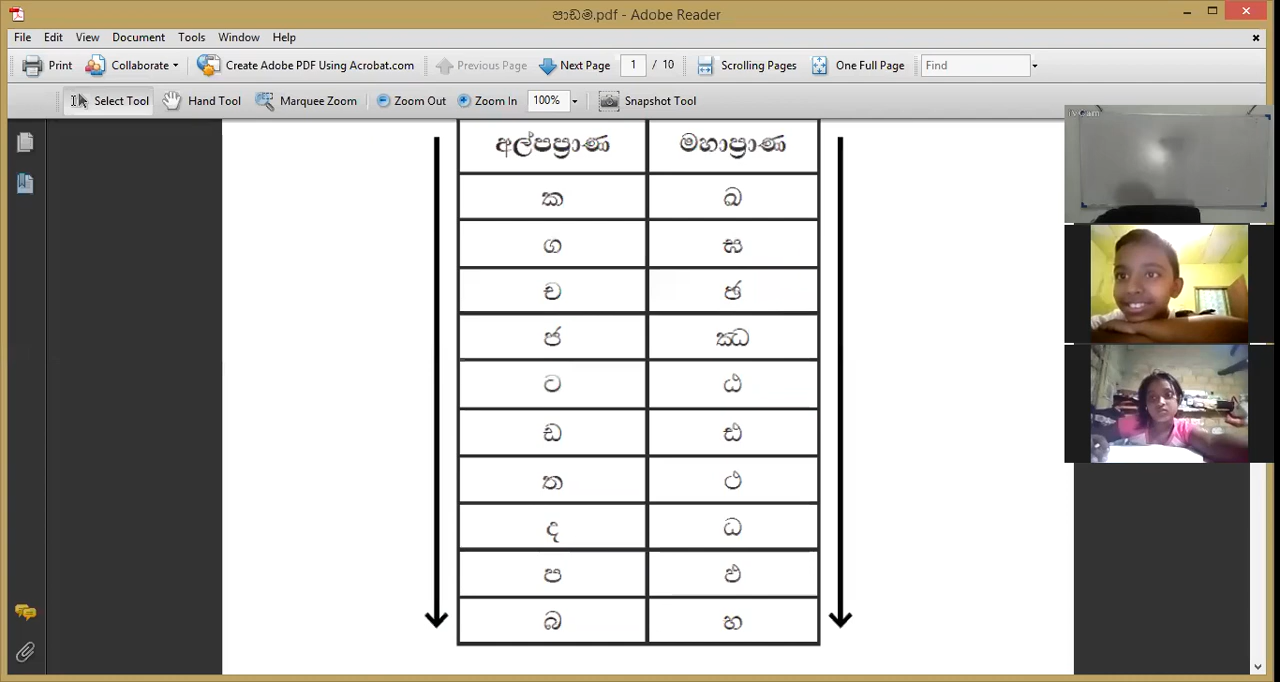 පාඩම.pdf - Adobe Reader
File Edit View Document Tools Window Help
Print Collaborate Create Adobe PDF Using Acrobat.com Previous Page Next Page 1 / 10 Scrolling Pages One Full Page Find
Select Tool Hand Tool Marquee Zoom Zoom Out Zoom In 100% Snapshot Tool
iVCam
අල්පප්‍රාණ මහාප්‍රාණ
ක ඛ
ග ඝ
ච ඡ
ජ ඣ
ට ඨ
ඩ ඪ
ත ථ
ද ධ
ප ඵ
බ හ